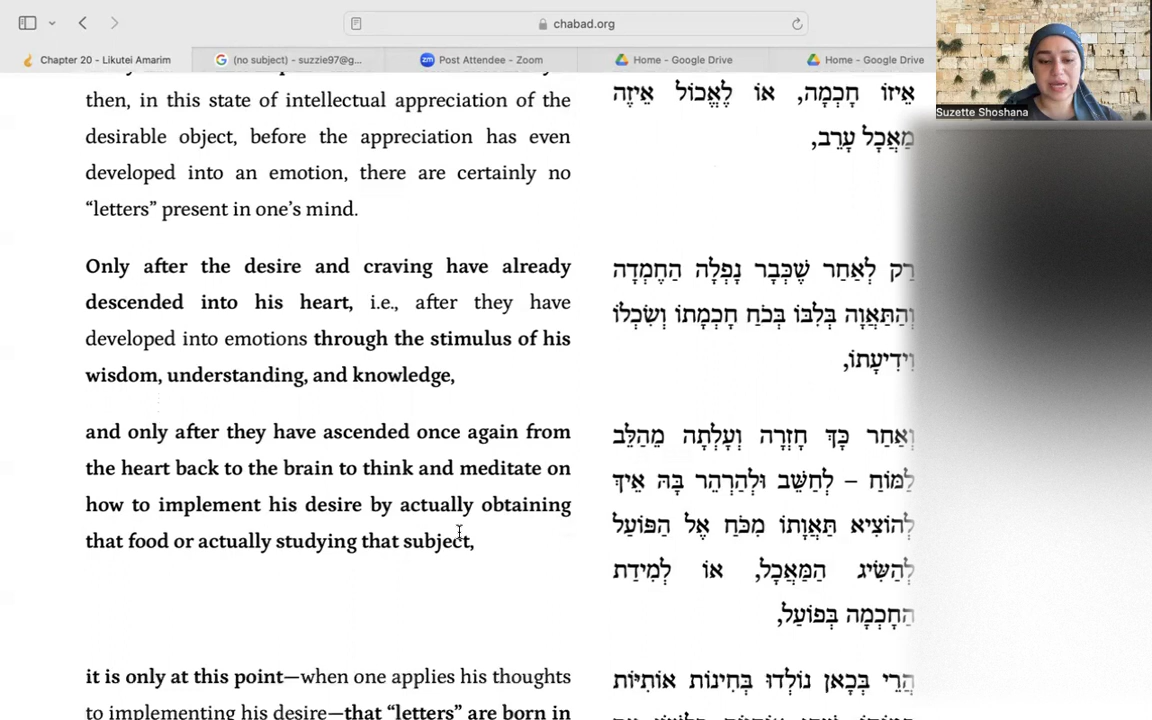 chabad.org
Chapter 20 - Likutei Amarim
(no subject) - suzzie97@g...
Post Attendee - Zoom
Home - Google Drive
Home - Google Drive
Suzette Shoshana
then, in this state of intellectual appreciation of the
desirable object, before the appreciation has even
developed into an emotion, there are certainly no
“letters” present in one’s mind.
Only after the desire and craving have already
descended into his heart, i.e., after they have
developed into emotions through the stimulus of his
wisdom, understanding, and knowledge,
and only after they have ascended once again from
the heart back to the brain to think and meditate on
how to implement his desire by actually obtaining
that food or actually studying that subject,
it is only at this point—when one applies his thoughts
to implementing his desire—that “letters” are born in
אֵיזוֹ חָכְמָה, אוֹ לֶאֱכוֹל אֵיזֶה
מַאֲכָל עָרֵב,
רַק לְאַחַר שֶׁכְּבָר נָפְלָה הַחֶמְדָּה
וְהַתַּאֲוָה בְּלִבּוֹ בְּכֹחַ חָכְמָתוֹ וְשִׂכְלוֹ
וִידִיעָתוֹ,
וְאַחַר כָּךְ חָזְרָה וְעָלְתָה מֵהַלֵּב
לַמּוֹחַ – לְחַשֵּׁב וּלְהַרְהֵר בָּהּ אֵיךְ
לְהוֹצִיא תַּאֲוָתוֹ מִכֹּחַ אֶל הַפּוֹעַל
לְהַשִּׂיג הַמַּאֲכָל, אוֹ לְמִידַת
הַחָכְמָה בְּפוֹעַל,
הֲרֵי בְּכָאן נוֹלְדוּ בְּחִינוֹת אוֹתִיּוֹת